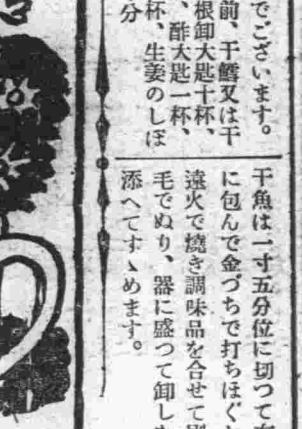 でございます。
前、干鱈又は干
根卸大匙十杯、
、酢大匙一杯、
杯、生姜のしぼ
分
干魚は一寸五分位に切つて
に包んで金づちで打ちほぐ
遠火で燒き調味品を合せて
毛でぬり、器に盛つて卸し
添へてすゝめます。